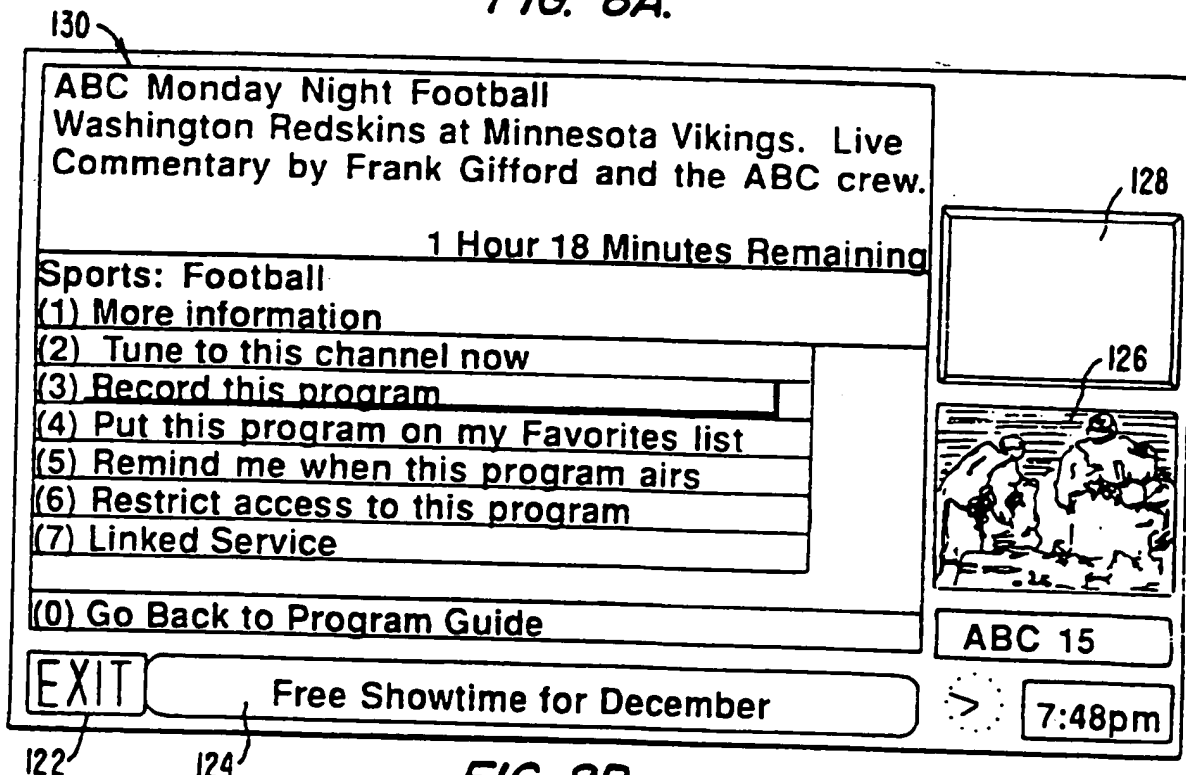 FIG. 8A.
130
ABC Monday Night Football
Washington Redskins at Minnesota Vikings. Live
Commentary by Frank Gifford and the ABC crew.
1 Hour 18 Minutes Remaining
Sports: Football
(1) More information
(2) Tune to this channel now
(3) Record this program
(4) Put this program on my Favorites list
(5) Remind me when this program airs
(6) Restrict access to this program
(7) Linked Service
(0) Go Back to Program Guide
128
126
ABC 15
EXIT
Free Showtime for December
7:48pm
122
124